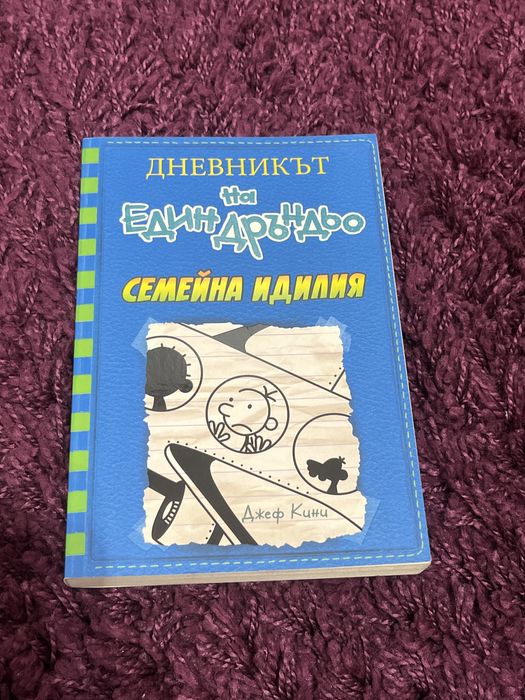 ДНЕВНИКЪТ
на
ЕДИН ДРЪНДЬО
СЕМЕЙНА ИДИЛИЯ
Джеф Кини